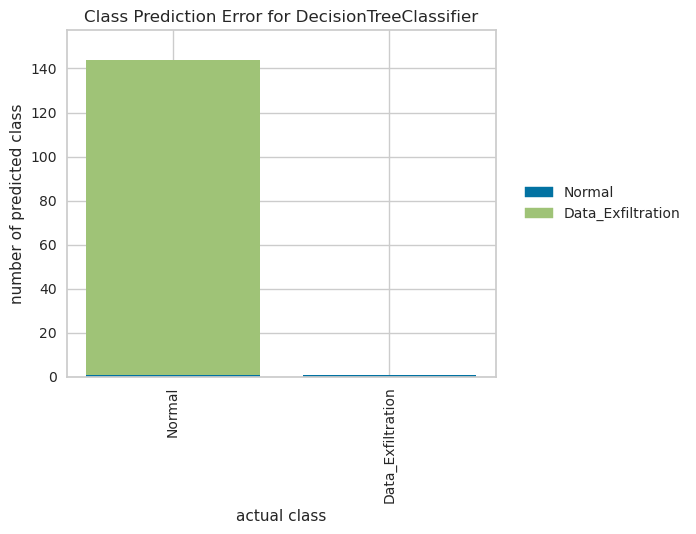 Class Prediction Error for DecisionTreeClassifier
number of predicted class
140
120
100
80
60
40
20
0
Normal
Data_Exfiltration
actual class
Normal
Data_Exfiltration